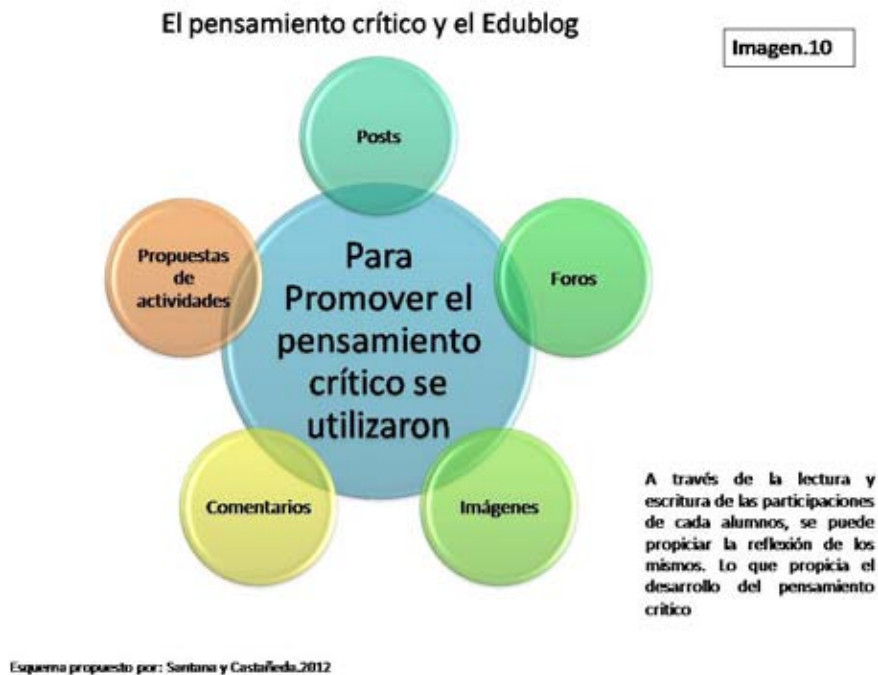 El pensamiento crítico y el Edublog
Imagen.10
Posts
Propuestas
de
actividades
Para
Promover el
pensamiento
crítico se
utilizaron
Foros
Comentarios
Imágenes
A través de la lectura y
escritura de las participaciones
de cada alumnos, se puede
propiciar la reflexión de los
mismos. Lo que propicia el
desarrollo del pensamiento
crítico
Esquema propuesto por: Santana y Castañeda.2012